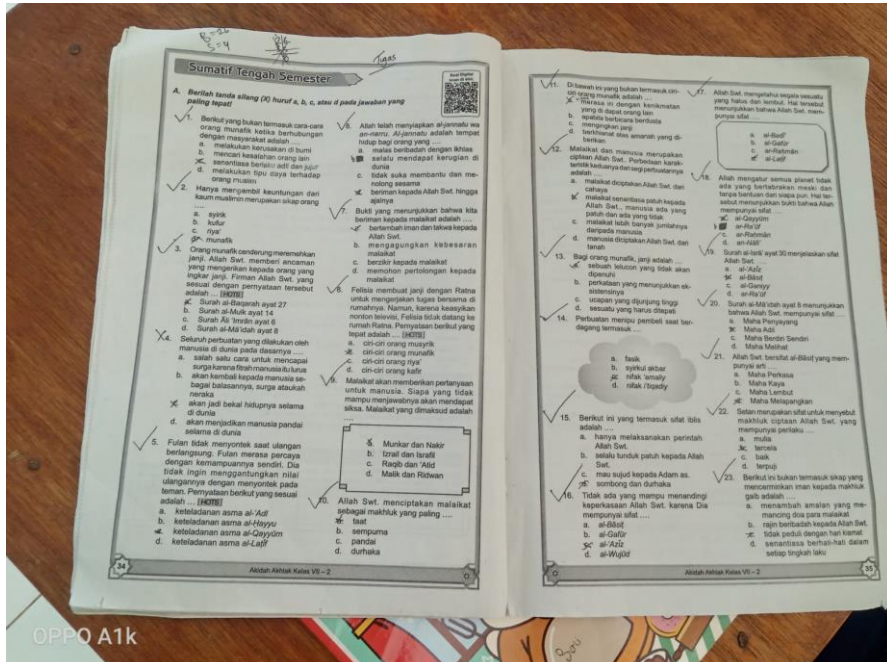 B = 26
S = 4
Tugas
Sumatif Tengah Semester
A. Berilah tanda silang (X) huruf a, b, c, atau d pada jawaban yang
paling tepat!
1. Berikut yang bukan termasuk cara-cara
orang munafik ketika berhubungan
dengan masyarakat adalah ....
a. melakukan kerusakan di bumi
b. mencari kesalahan orang lain
senantiasa berlaku adil dan jujur
d. melakukan tipu daya terhadap
orang muslim
2. Hanya mengambil keuntungan dari
kaum muslimin merupakan sikap orang
....
a. syirik
b. kufur
c. riya'
munafik
3. Orang munafik cenderung meremehkan
janji. Allah Swt. memberi ancaman
yang mengerikan kepada orang yang
ingkar janji. Firman Allah Swt. yang
sesuai dengan pernyataan tersebut
adalah .... HOTS
Surah al-Baqarah ayat 27
b. Surah al-Mulk ayat 14
c. Surah Āli 'Imrān ayat 6
d. Surah al-Mā'idah ayat 8
4. Seluruh perbuatan yang dilakukan oleh
manusia di dunia pada dasarnya ....
a. salah satu cara untuk mencapai
surga karena fitrah manusia itu lurus
b. akan kembali kepada manusia se-
bagai balasannya, surga ataukah
neraka
akan jadi bekal hidupnya selama
di dunia
d. akan menjadikan manusia pandai
selama di dunia
5. Fulan tidak menyontek saat ulangan
berlangsung. Fulan merasa percaya
dengan kemampuannya sendiri. Dia
tidak ingin menggantungkan nilai
ulangannya dengan menyontek pada
teman. Pernyataan berikut yang sesuai
adalah .... HOTS
a. keteladanan asma al-'Adl
b. keteladanan asma al-Hayyu
keteladanan asma al-Qayyūm
d. keteladanan asma al-Laṭīf
34
6. Allah telah menyiapkan al-jannatu wa
an-narru. Al-jannatu adalah tempat
hidup bagi orang yang ....
a. malas beribadah dengan ikhlas
selalu mendapat kerugian di
dunia
c. tidak suka membantu dan me-
nolong sesama
beriman kepada Allah Swt. hingga
ajalnya
7. Bukti yang menunjukkan bahwa kita
beriman kepada malaikat adalah ....
bertambah iman dan takwa kepada
Allah Swt.
b. mengagungkan kebesaran
malaikat
c. berzikir kepada malaikat
d. memohon pertolongan kepada
malaikat
8. Felisia membuat janji dengan Ratna
untuk mengerjakan tugas bersama di
rumahnya. Namun, karena keasyikan
nonton televisi, Felisia tidak datang ke
rumah Ratna. Pernyataan berikut yang
tepat adalah .... HOTS
a. ciri-ciri orang musyrik
ciri-ciri orang munafik
c. ciri-ciri orang riya'
d. ciri-ciri orang kafir
9. Malaikat akan memberikan pertanyaan
untuk manusia. Siapa yang tidak
mampu menjawabnya akan mendapat
siksa. Malaikat yang dimaksud adalah
....
Munkar dan Nakir
b. Izrail dan Israfil
c. Raqib dan 'Atid
d. Malik dan Ridwan
10. Allah Swt. menciptakan malaikat
sebagai makhluk yang paling ....
taat
b. sempurna
c. pandai
d. durhaka
Akidah Akhlak Kelas VII – 2
11. Di bawah ini yang bukan termasuk ciri-
ciri orang munafik adalah ....
merasa iri dengan kenikmatan
yang di dapat orang lain
b. apabila berbicara berdusta
c. mengingkari janji
d. berkhianat atas amanah yang di-
berikan
12. Malaikat dan manusia merupakan
ciptaan Allah Swt. Perbedaan karak-
teristik keduanya dari segi perbuatannya
adalah ....
a. malaikat diciptakan Allah Swt. dari
cahaya
malaikat senantiasa patuh kepada
Allah Swt., manusia ada yang
patuh dan ada yang tidak
c. malaikat lebih banyak jumlahnya
daripada manusia
d. manusia diciptakan Allah Swt. dari
tanah
13. Bagi orang munafik, janji adalah ....
sebuah lelucon yang tidak akan
dipenuhi
b. perkataan yang menunjukkan ek-
sistensinya
c. ucapan yang dijunjung tinggi
d. sesuatu yang harus ditepati
14. Perbuatan menipu pembeli saat ber-
dagang termasuk ....
a. fasik
b. syirkul akbar
nifak 'amaliy
d. nifak i'tiqadiy
15. Berikut ini yang termasuk sifat iblis
adalah ....
a. hanya melaksanakan perintah
Allah Swt.
b. selalu tunduk patuh kepada Allah
Swt.
c. mau sujud kepada Adam as.
sombong dan durhaka
16. Tidak ada yang mampu menandingi
keperkasaan Allah Swt. karena Dia
mempunyai sifat ....
a. al-Bāsiṭ
b. al-Gafūr
al-'Azīz
d. al-Wujūd
17. Allah Swt. mengetahui segala sesuatu
yang halus dan lembut. Hal tersebut
menunjukkan bahwa Allah Swt. mem-
punyai sifat ....
a. al-Badī'
b. al-Gafūr
c. ar-Raḥmān
al-Laṭīf
18. Allah mengatur semua planet tidak
ada yang bertabrakan meski dan
tanpa bantuan dari siapa pun. Hal ter-
sebut menunjukkan bukti bahwa Allah
mempunyai sifat ....
al-Qayyūm
ar-Ra'ūf
c. ar-Raḥmān
d. an-Nāfi'
19. Surah al-Isrā' ayat 30 menjelaskan sifat
Allah Swt. ....
a. al-'Azīz
al-Bāsiṭ
c. al-Ganiyy
d. ar-Ra'ūf
20. Surah al-Mā'idah ayat 8 menunjukkan
bahwa Allah Swt. mempunyai sifat ....
a. Maha Penyayang
Maha Adil
c. Maha Berdiri Sendiri
d. Maha Melihat
21. Allah Swt. bersifat al-Bāsiṭ yang mem-
punyai arti ....
a. Maha Perkasa
b. Maha Kaya
c. Maha Lembut
Maha Melapangkan
22. Setan merupakan sifat untuk menyebut
makhluk ciptaan Allah Swt. yang
mempunyai perilaku ....
a. mulia
tercela
c. baik
d. terpuji
23. Berikut ini bukan termasuk sikap yang
mencerminkan iman kepada makhluk
gaib adalah ....
a. menambah amalan yang me-
mancing doa para malaikat
b. rajin beribadah kepada Allah Swt.
tidak peduli dengan hari kiamat
d. senantiasa berhati-hati dalam
setiap tingkah laku
Akidah Akhlak Kelas VII – 2
35
OPPO A1k